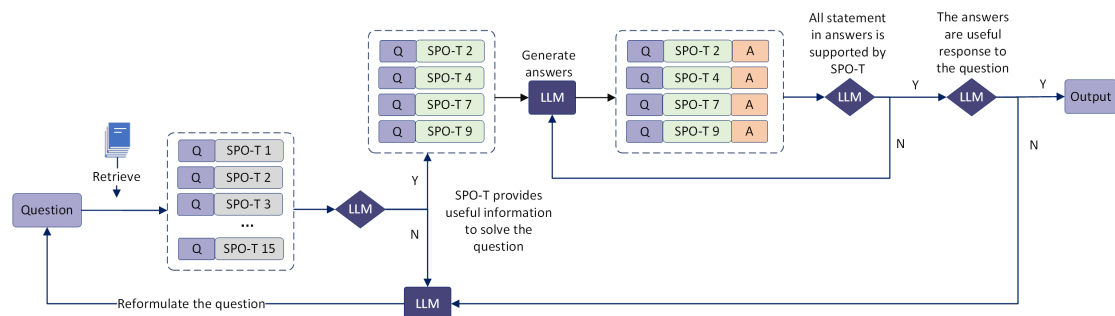 Question
Retrieve
Q SPO-T 1
Q SPO-T 2
Q SPO-T 3
...
Q SPO-T 15
LLM
Y
N
SPO-T provides
useful information
to solve the
question
Q SPO-T 2
Q SPO-T 4
Q SPO-T 7
Q SPO-T 9
Generate
answers
LLM
Q SPO-T 2 A
Q SPO-T 4 A
Q SPO-T 7 A
Q SPO-T 9 A
All statement
in answers is
supported by
SPO-T
LLM
Y
N
The answers
are useful
response to
the question
LLM
Y
N
Output
LLM
Reformulate the question